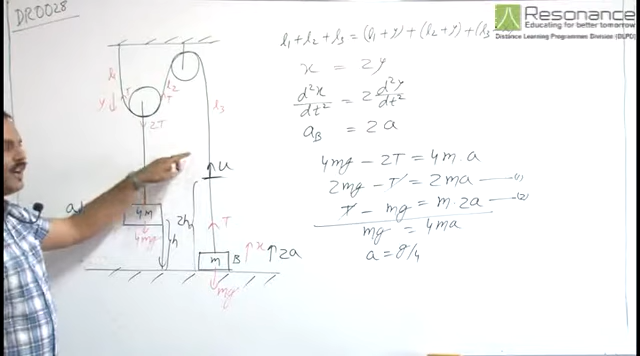 DR0028
Resonance
Educating for better tomorrow
Distance Learning Programmes Division (DLPD)
l₁ + l₂ + l₃ = (l₁ + y) + (l₂ + y) + (l₃ -
x = 2y
d²x/dt² = 2 d²y/dt²
a_B = 2a
4mg - 2T = 4m·a
2mg - T = 2ma —(1)
T - mg = m·2a —(2)
mg = 4ma
a = g/4
l₁
l₂
l₃
y
T
T
2T
u
T
4m
4mg
h
2h
m
B
x
2a
mg